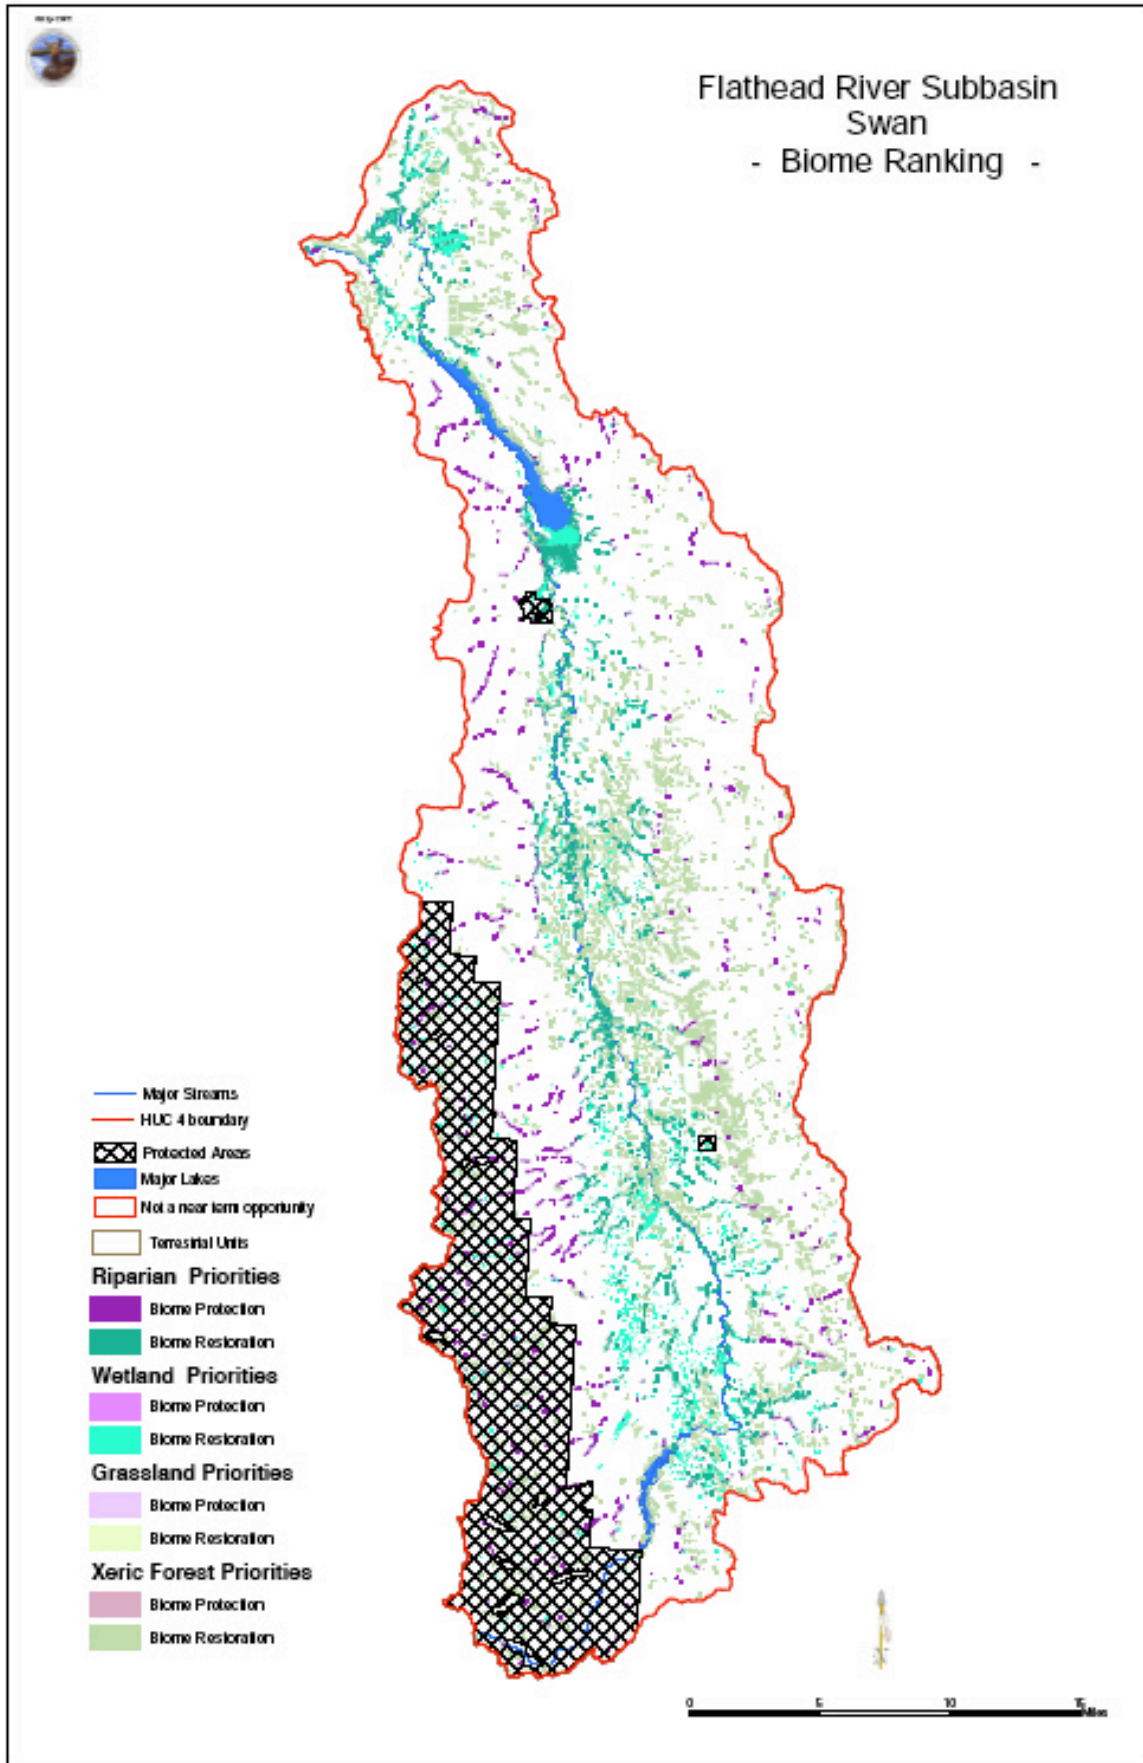 Flathead River Subbasin
Swan
- Biome Ranking -
Major Streams
HUC 4 boundary
Protected Areas
Major Lakes
Not a near term opportunity
Terrestrial Units
Riparian Priorities
Biome Protection
Biome Restoration
Wetland Priorities
Biome Protection
Biome Restoration
Grassland Priorities
Biome Protection
Biome Restoration
Xeric Forest Priorities
Biome Protection
Biome Restoration
0 5 10 15
Miles